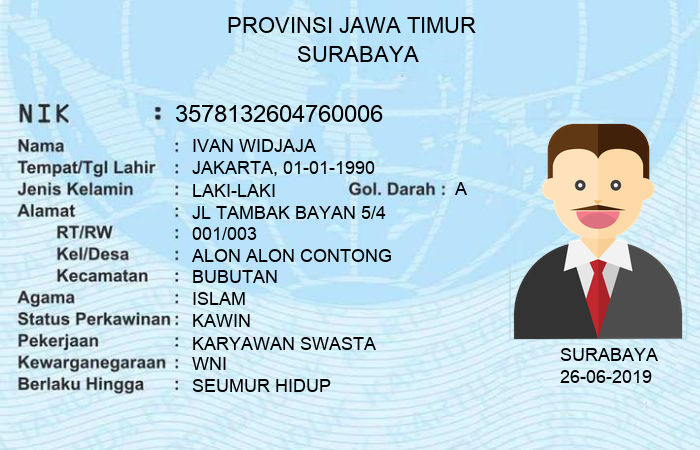 PROVINSI JAWA TIMUR
SURABAYA
NIK : 3578132604760006
Nama : IVAN WIDJAJA
Tempat/Tgl Lahir : JAKARTA, 01-01-1990
Jenis Kelamin : LAKI-LAKI Gol. Darah : A
Alamat : JL TAMBAK BAYAN 5/4
RT/RW : 001/003
Kel/Desa : ALON ALON CONTONG
Kecamatan : BUBUTAN
Agama : ISLAM
Status Perkawinan : KAWIN
Pekerjaan : KARYAWAN SWASTA
Kewarganegaraan : WNI
Berlaku Hingga : SEUMUR HIDUP
SURABAYA
26-06-2019